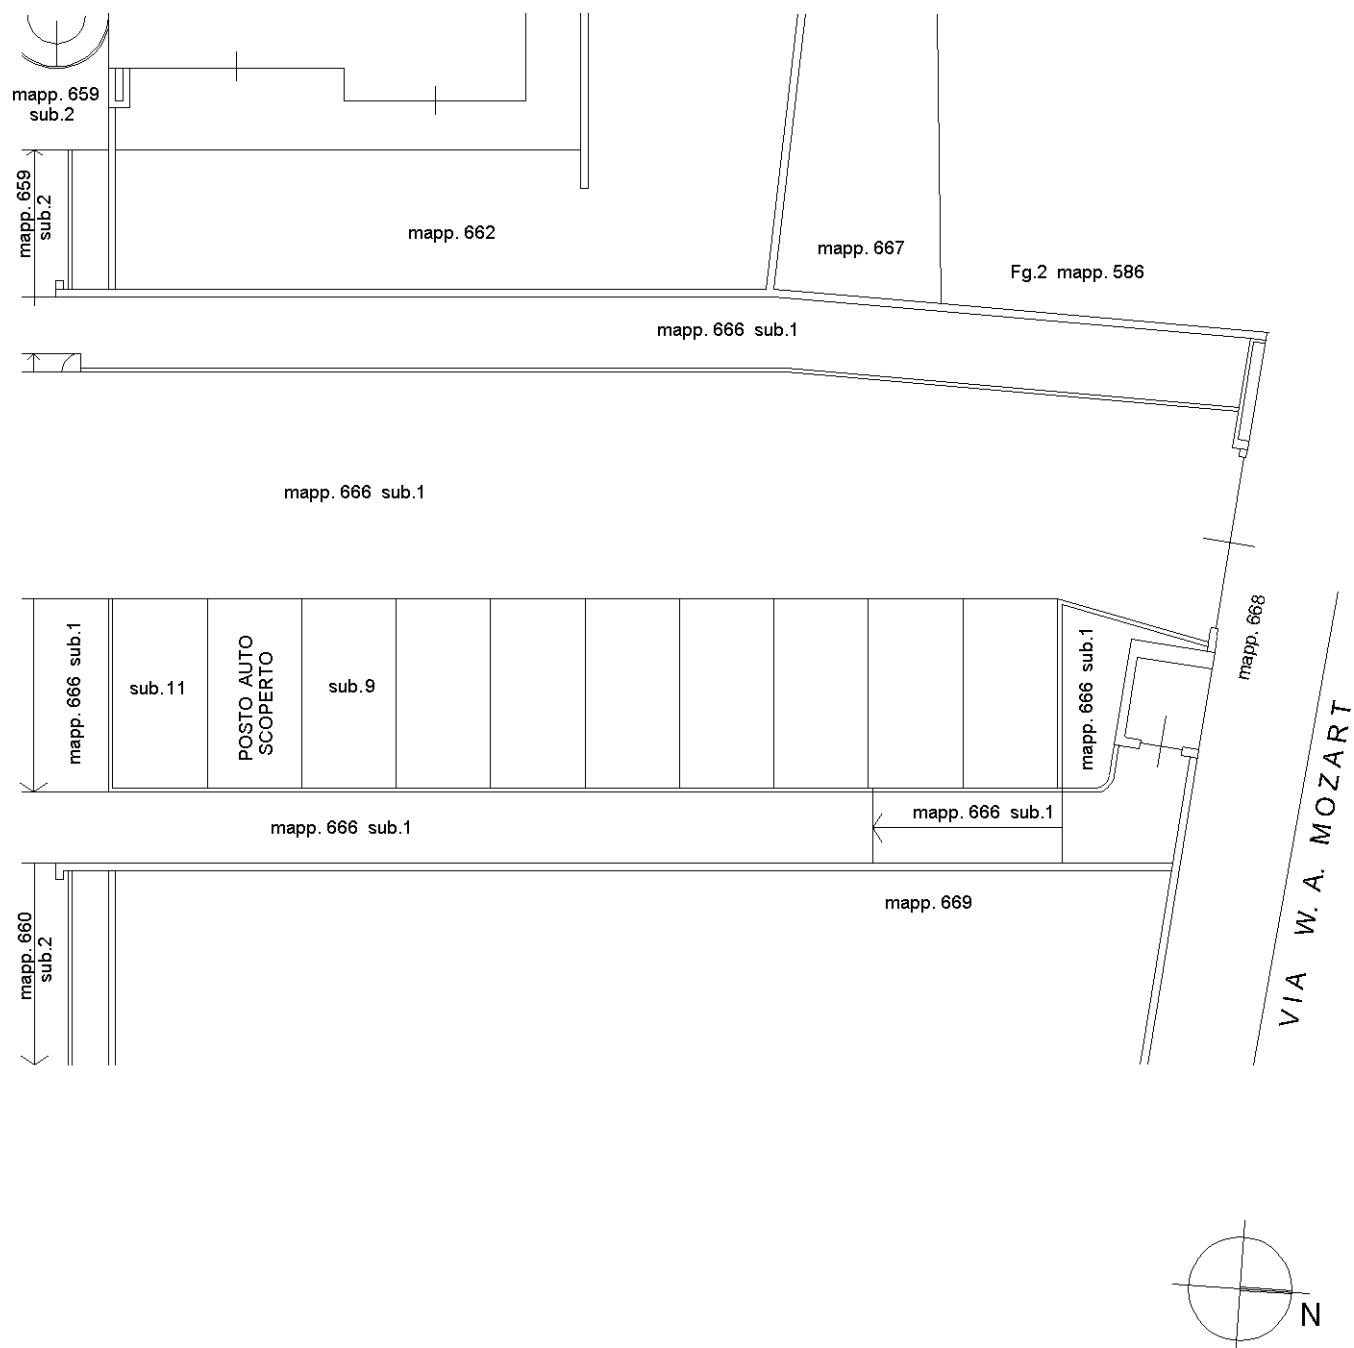 mapp. 659
sub.2
mapp. 659
sub.2
mapp. 662
mapp. 667
Fg.2 mapp. 586
mapp. 666 sub.1
mapp. 666 sub.1
mapp. 668
mapp. 666 sub.1
sub.11
POSTO AUTO
SCOPERTO
sub.9
mapp. 666 sub.1
VIA W. A. MOZART
mapp. 666 sub.1
mapp. 666 sub.1
mapp. 669
mapp. 660
sub.2
N